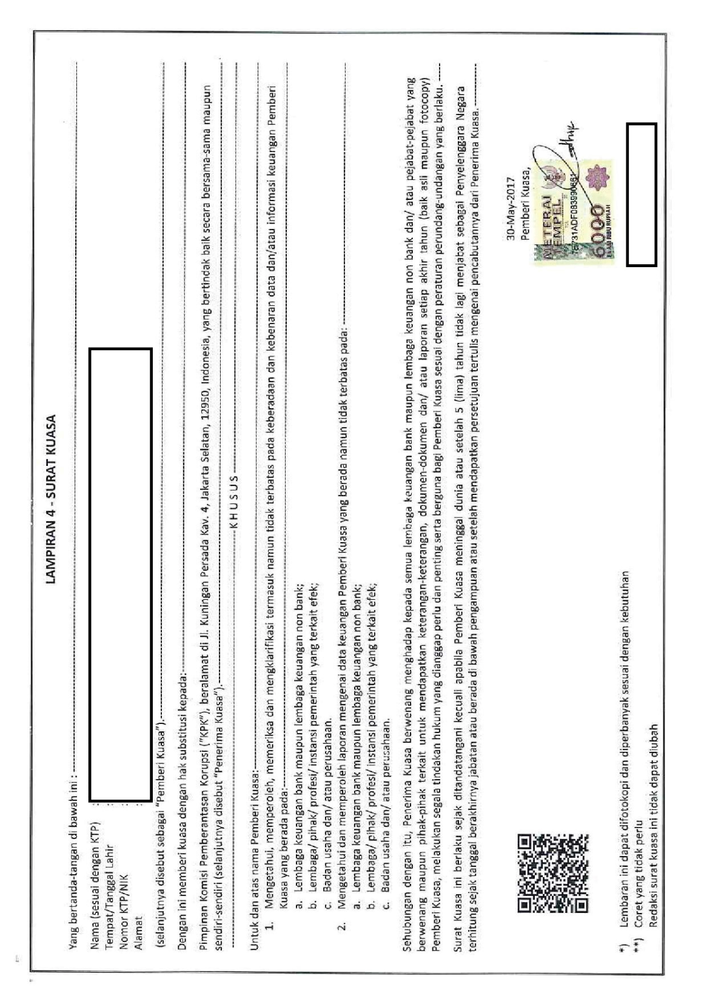 LAMPIRAN 4 - SURAT KUASA
Yang bertanda-tangan di bawah ini :
Nama (sesuai dengan KTP) :
Tempat/Tanggal Lahir :
Nomor KTP/NIK :
Alamat :
(selanjutnya disebut sebagai "Pemberi Kuasa").
Dengan ini memberi kuasa dengan hak substitusi kepada:
Pimpinan Komisi Pemberantasan Korupsi ("KPK"), beralamat di Jl. Kuningan Persada Kav. 4, Jakarta Selatan, 12950, Indonesia, yang bertindak baik secara bersama-sama maupun
sendiri-sendiri (selanjutnya disebut "Penerima Kuasa").
K H U S U S
Untuk dan atas nama Pemberi Kuasa:
1. Mengetahui, memperoleh, memeriksa dan mengklarifikasi termasuk namun tidak terbatas pada keberadaan dan kebenaran data dan/atau informasi keuangan Pemberi
Kuasa yang berada pada:
a. Lembaga keuangan bank maupun lembaga keuangan non bank;
b. Lembaga/ pihak/ profesi/ instansi pemerintah yang terkait efek;
c. Badan usaha dan/ atau perusahaan.
2. Mengetahui dan memperoleh laporan mengenai data keuangan Pemberi Kuasa yang berada namun tidak terbatas pada:
a. Lembaga keuangan bank maupun lembaga keuangan non bank;
b. Lembaga/ pihak/ profesi/ instansi pemerintah yang terkait efek;
c. Badan usaha dan/ atau perusahaan.
Sehubungan dengan itu, Penerima Kuasa berwenang menghadap kepada semua lembaga keuangan bank maupun lembaga keuangan non bank dan/ atau pejabat-pejabat yang
berwenang maupun pihak-pihak terkait untuk mendapatkan keterangan-keterangan, dokumen-dokumen dan/ atau laporan setiap akhir tahun (baik asli maupun fotocopy)
Pemberi Kuasa, melakukan segala tindakan hukum yang dianggap perlu dan penting serta berguna bagi Pemberi Kuasa sesuai dengan peraturan perundang-undangan yang berlaku.
Surat Kuasa ini berlaku sejak ditandatangani kecuali apabila Pemberi Kuasa meninggal dunia atau setelah 5 (lima) tahun tidak lagi menjabat sebagai Penyelenggara Negara
terhitung sejak tanggal berakhirnya jabatan atau berada di bawah pengampuan atau setelah mendapatkan persetujuan tertulis mengenai pencabutannya dari Penerima Kuasa.
30-May-2017
Pemberi Kuasa,
METERAI
TEMPEL
76731ADF083990661
6000
ENAM RIBU RUPIAH
*) Lembaran ini dapat difotokopi dan diperbanyak sesuai dengan kebutuhan
**) Coret yang tidak perlu
Redaksi surat kuasa ini tidak dapat diubah